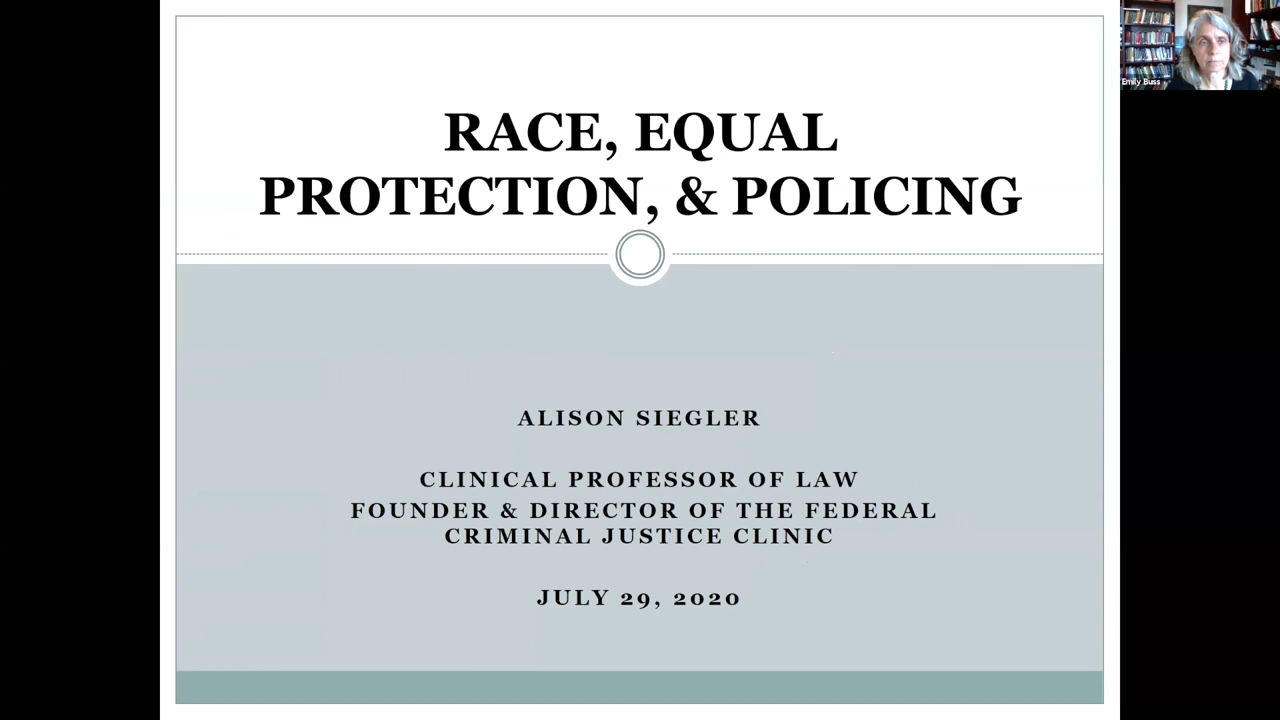 RACE, EQUAL
PROTECTION, & POLICING
ALISON SIEGLER
CLINICAL PROFESSOR OF LAW
FOUNDER & DIRECTOR OF THE FEDERAL
CRIMINAL JUSTICE CLINIC
JULY 29, 2020
Emily Buss